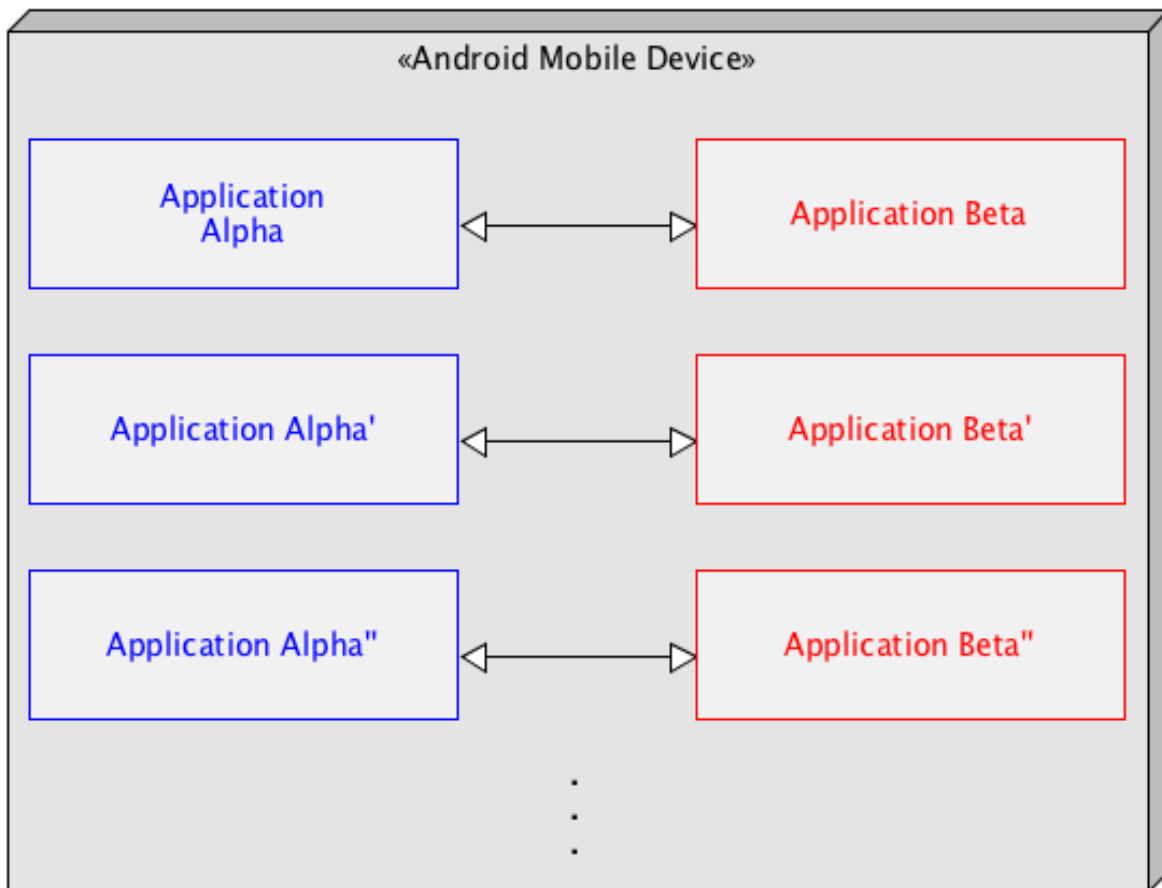 «Android Mobile Device»
Application
Alpha
Application Beta
Application Alpha'
Application Beta'
Application Alpha"
Application Beta"
.
.
.